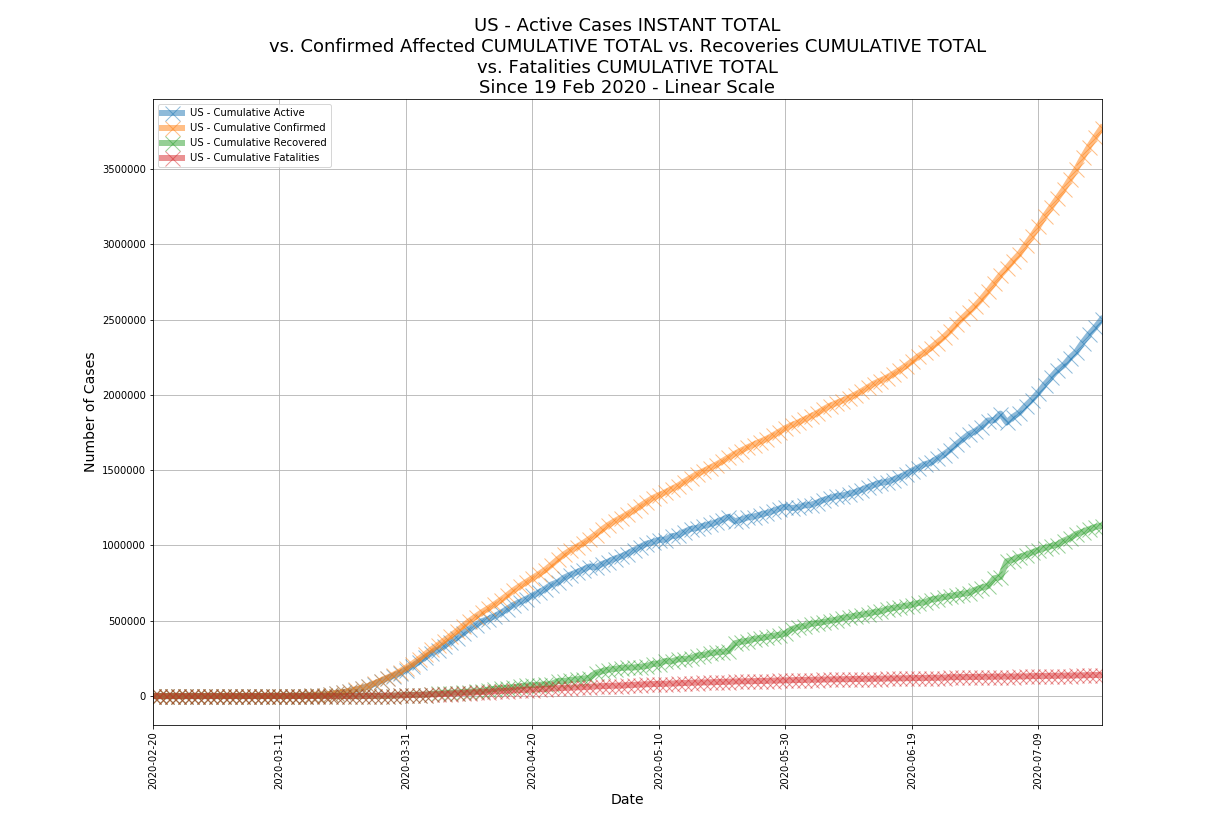 US - Active Cases INSTANT TOTAL
vs. Confirmed Affected CUMULATIVE TOTAL vs. Recoveries CUMULATIVE TOTAL
vs. Fatalities CUMULATIVE TOTAL
Since 19 Feb 2020 - Linear Scale
US - Cumulative Active
US - Cumulative Confirmed
US - Cumulative Recovered
US - Cumulative Fatalities
Number of Cases
3500000
3000000
2500000
2000000
1500000
1000000
500000
0
2020-02-20
2020-03-11
2020-03-31
2020-04-20
2020-05-10
2020-05-30
2020-06-19
2020-07-09
Date